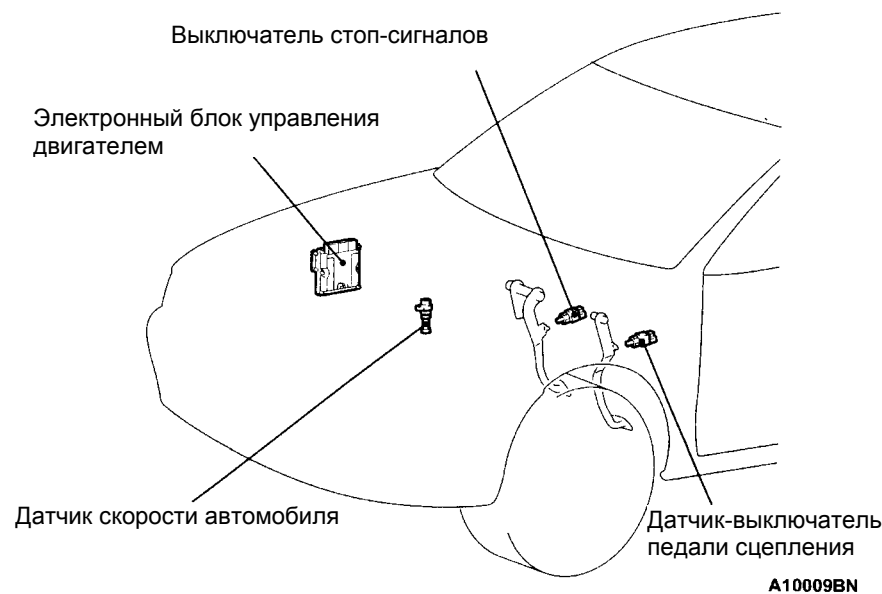 Выключатель стоп-сигналов
Электронный блок управления
двигателем
Датчик скорости автомобиля
Датчик-выключатель
педали сцепления
A10009BN